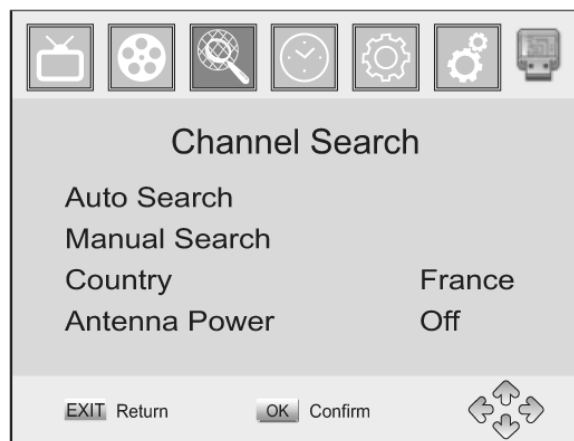 Channel Search
Auto Search
Manual Search
Country France
Antenna Power Off
EXIT Return OK Confirm